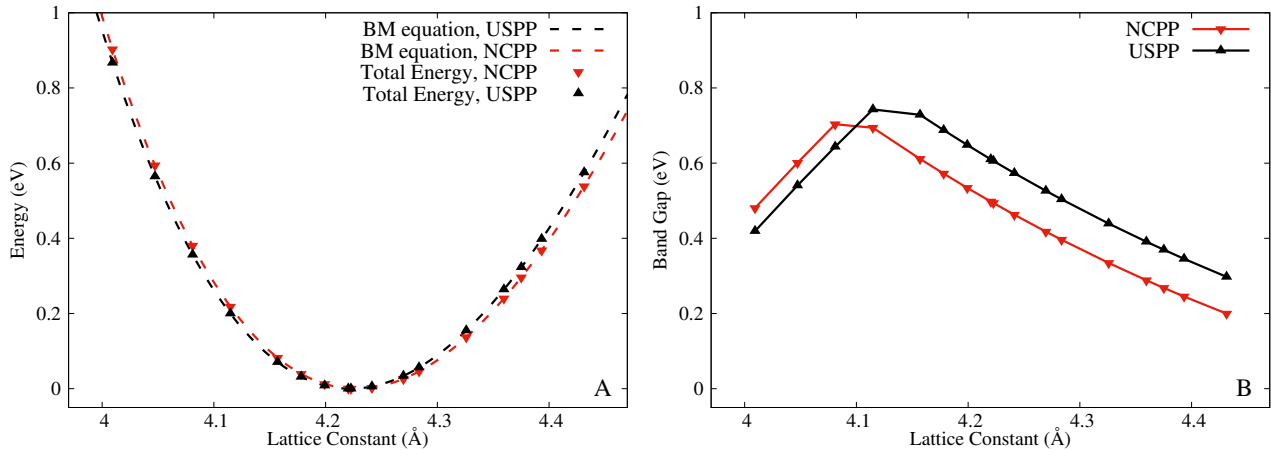 BM equation, USPP
BM equation, NCPP
Total Energy, NCPP
Total Energy, USPP
Energy (eV)
1
0.8
0.6
0.4
0.2
0
4
4.1
4.2
4.3
4.4
Lattice Constant (Å)
A
NCPP
USPP
Band Gap (eV)
1
0.8
0.6
0.4
0.2
0
4
4.1
4.2
4.3
4.4
Lattice Constant (Å)
B